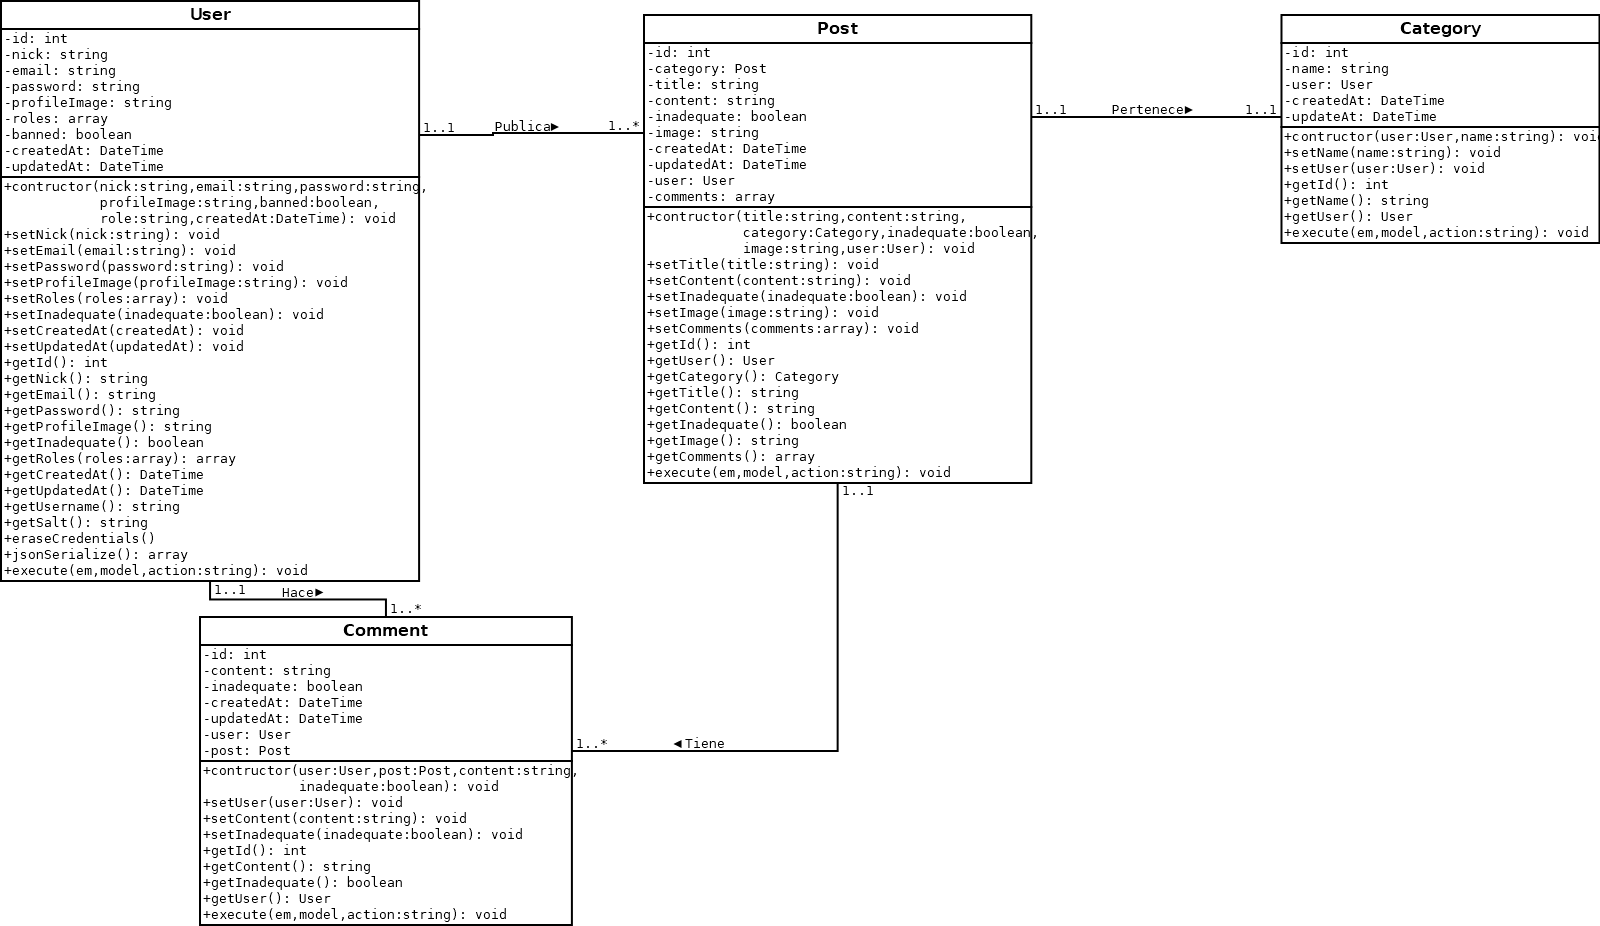 User
-id: int
-nick: string
-email: string
-password: string
-profileImage: string
-roles: array
-banned: boolean
-createdAt: DateTime
-updatedAt: DateTime
+contructor(nick:string,email:string,password:string,
profileImage:string,banned:boolean,
role:string,createdAt:DateTime): void
+setNick(nick:string): void
+setEmail(email:string): void
+setPassword(password:string): void
+setProfileImage(profileImage:string): void
+setRoles(roles:array): void
+setInadequate(inadequate:boolean): void
+setCreatedAt(createdAt): void
+setUpdatedAt(updatedAt): void
+getId(): int
+getNick(): string
+getEmail(): string
+getPassword(): string
+getProfileImage(): string
+getInadequate(): boolean
+getRoles(roles:array): array
+getCreatedAt(): DateTime
+getUpdatedAt(): DateTime
+getUsername(): string
+getSalt(): string
+eraseCredentials()
+jsonSerialize(): array
+execute(em,model,action:string): void
1..1
Publica►
1..*
Post
-id: int
-category: Post
-title: string
-content: string
-inadequate: boolean
-image: string
-createdAt: DateTime
-updatedAt: DateTime
-user: User
-comments: array
+contructor(title:string,content:string,
category:Category,inadequate:boolean,
image:string,user:User): void
+setTitle(title:string): void
+setContent(content:string): void
+setInadequate(inadequate:boolean): void
+setImage(image:string): void
+setComments(comments:array): void
+getId(): int
+getUser(): User
+getCategory(): Category
+getTitle(): string
+getContent(): string
+getInadequate(): boolean
+getImage(): string
+getComments(): array
+execute(em,model,action:string): void
1..1
Pertenece►
1..1
Category
-id: int
-name: string
-user: User
-createdAt: DateTime
-updateAt: DateTime
+contructor(user:User,name:string): voi
+setName(name:string): void
+setUser(user:User): void
+getId(): int
+getName(): string
+getUser(): User
+execute(em,model,action:string): void
1..1
Hace►
1..*
1..1
◄Tiene
1..*
Comment
-id: int
-content: string
-inadequate: boolean
-createdAt: DateTime
-updatedAt: DateTime
-user: User
-post: Post
+contructor(user:User,post:Post,content:string,
inadequate:boolean): void
+setUser(user:User): void
+setContent(content:string): void
+setInadequate(inadequate:boolean): void
+getId(): int
+getContent(): string
+getInadequate(): boolean
+getUser(): User
+execute(em,model,action:string): void